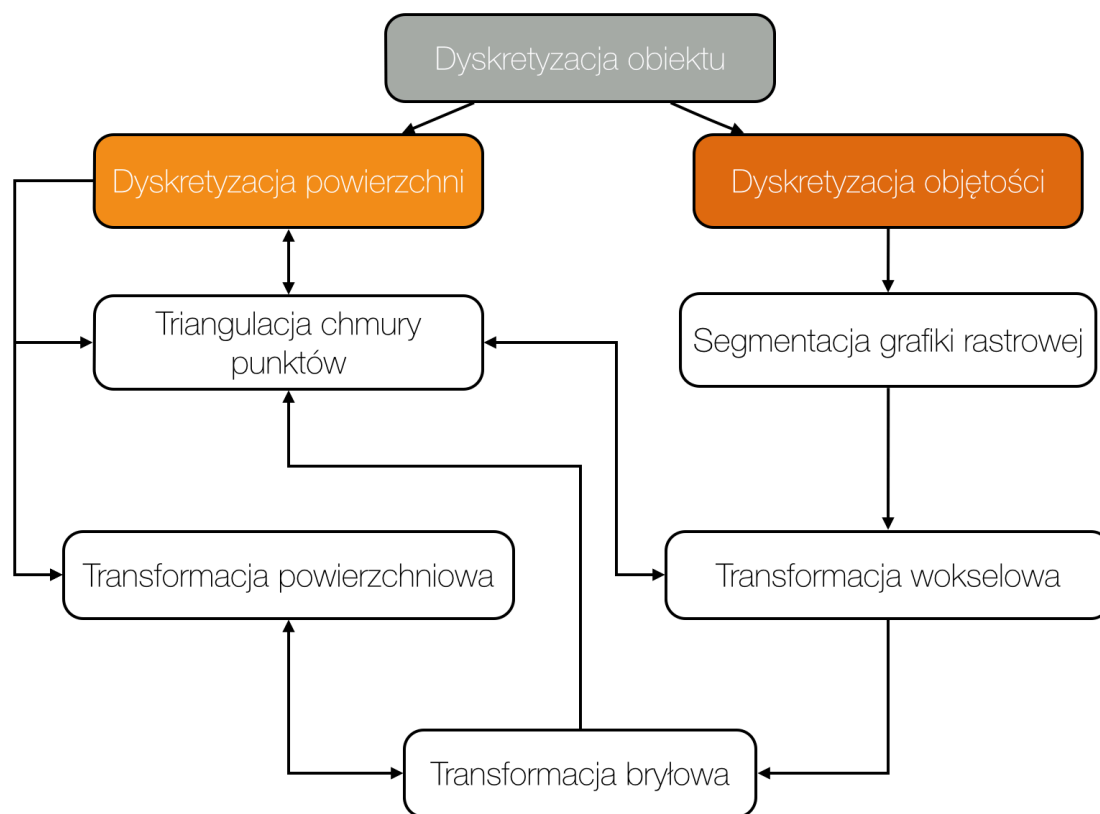 Dyskretyzacja obiektu
Dyskretyzacja powierzchni
Dyskretyzacja objętości
Triangulacja chmury
punktów
Segmentacja grafiki rastrowej
Transformacja powierzchniowa
Transformacja wokselowa
Transformacja bryłowa